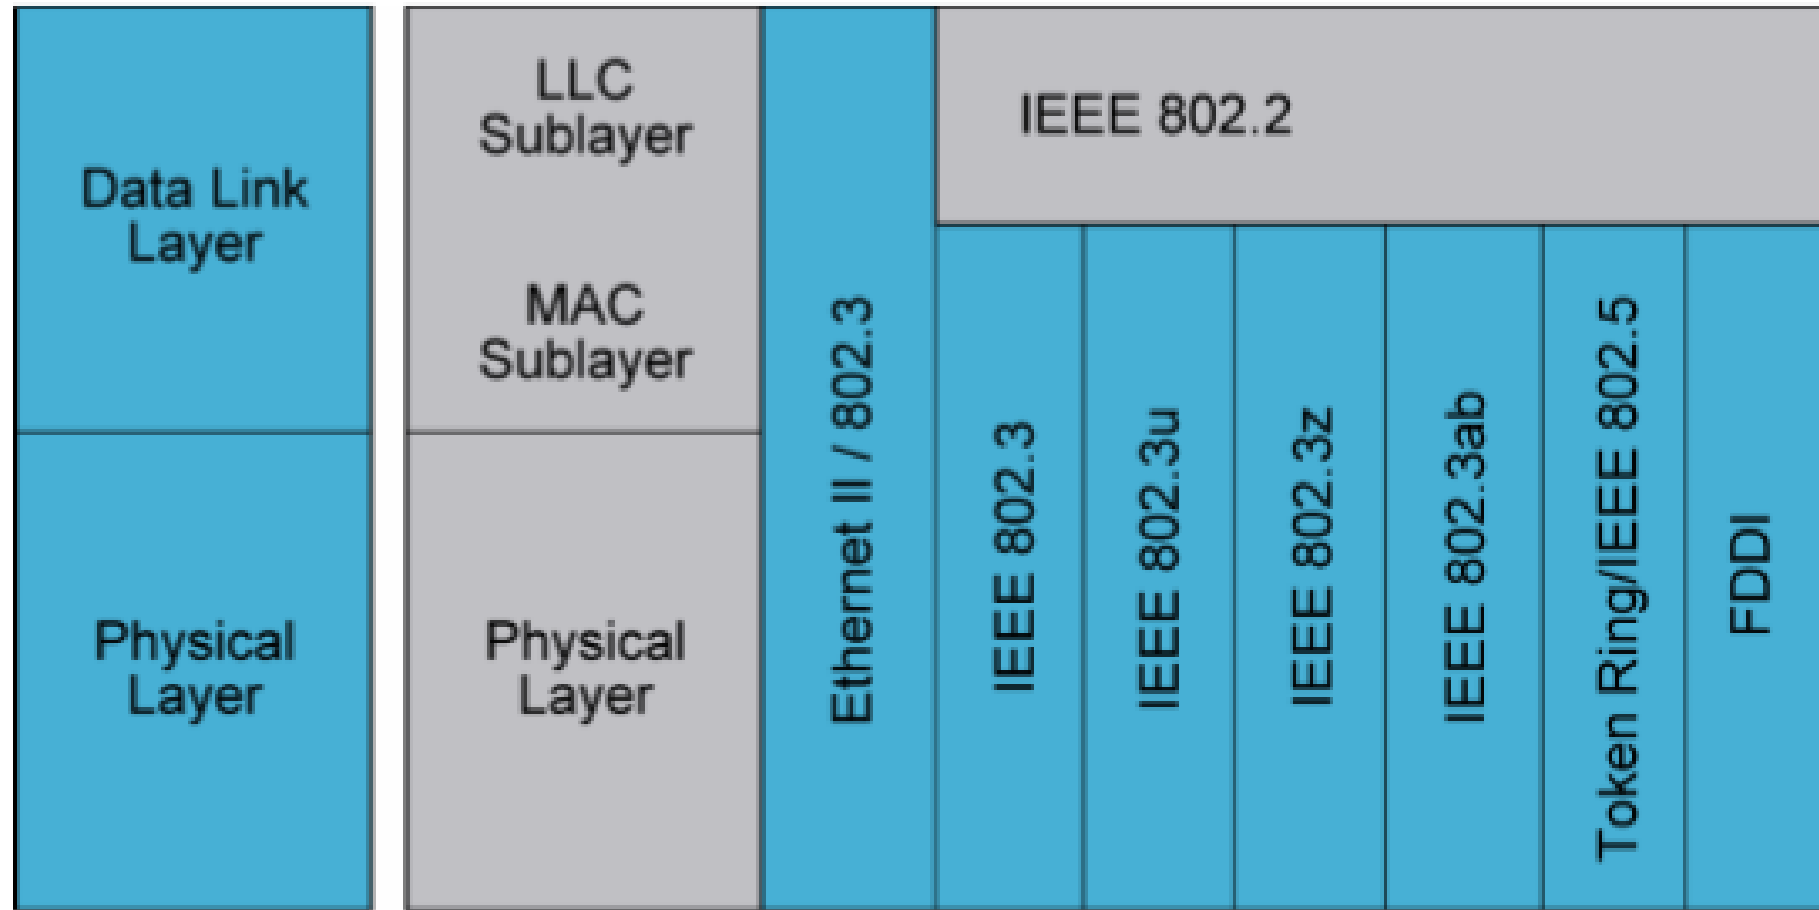 Data Link
Layer
Physical
Layer
LLC
Sublayer
MAC
Sublayer
Physical
Layer
Ethernet II / 802.3
IEEE 802.2
IEEE 802.3
IEEE 802.3u
IEEE 802.3z
IEEE 802.3ab
Token Ring/IEEE 802.5
FDDI